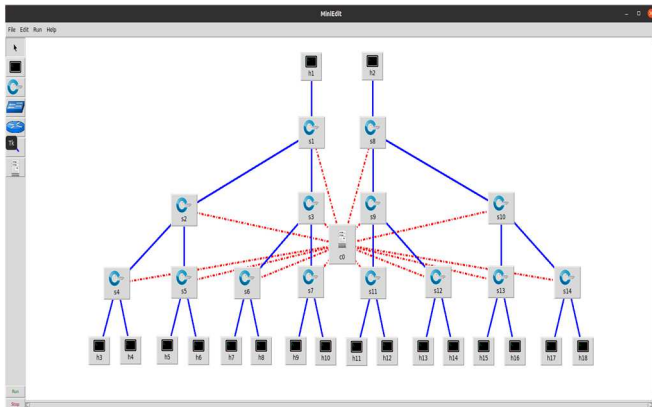 MiniEdit
File Edit Run Help
h1 h2
s1 s8
s2 s3 s9 s10
c0
s4 s5 s6 s7 s11 s12 s13 s14
h3 h4 h5 h6 h7 h8 h9 h10 h11 h12 h13 h14 h15 h16 h17 h18
Tk
Run
Stop